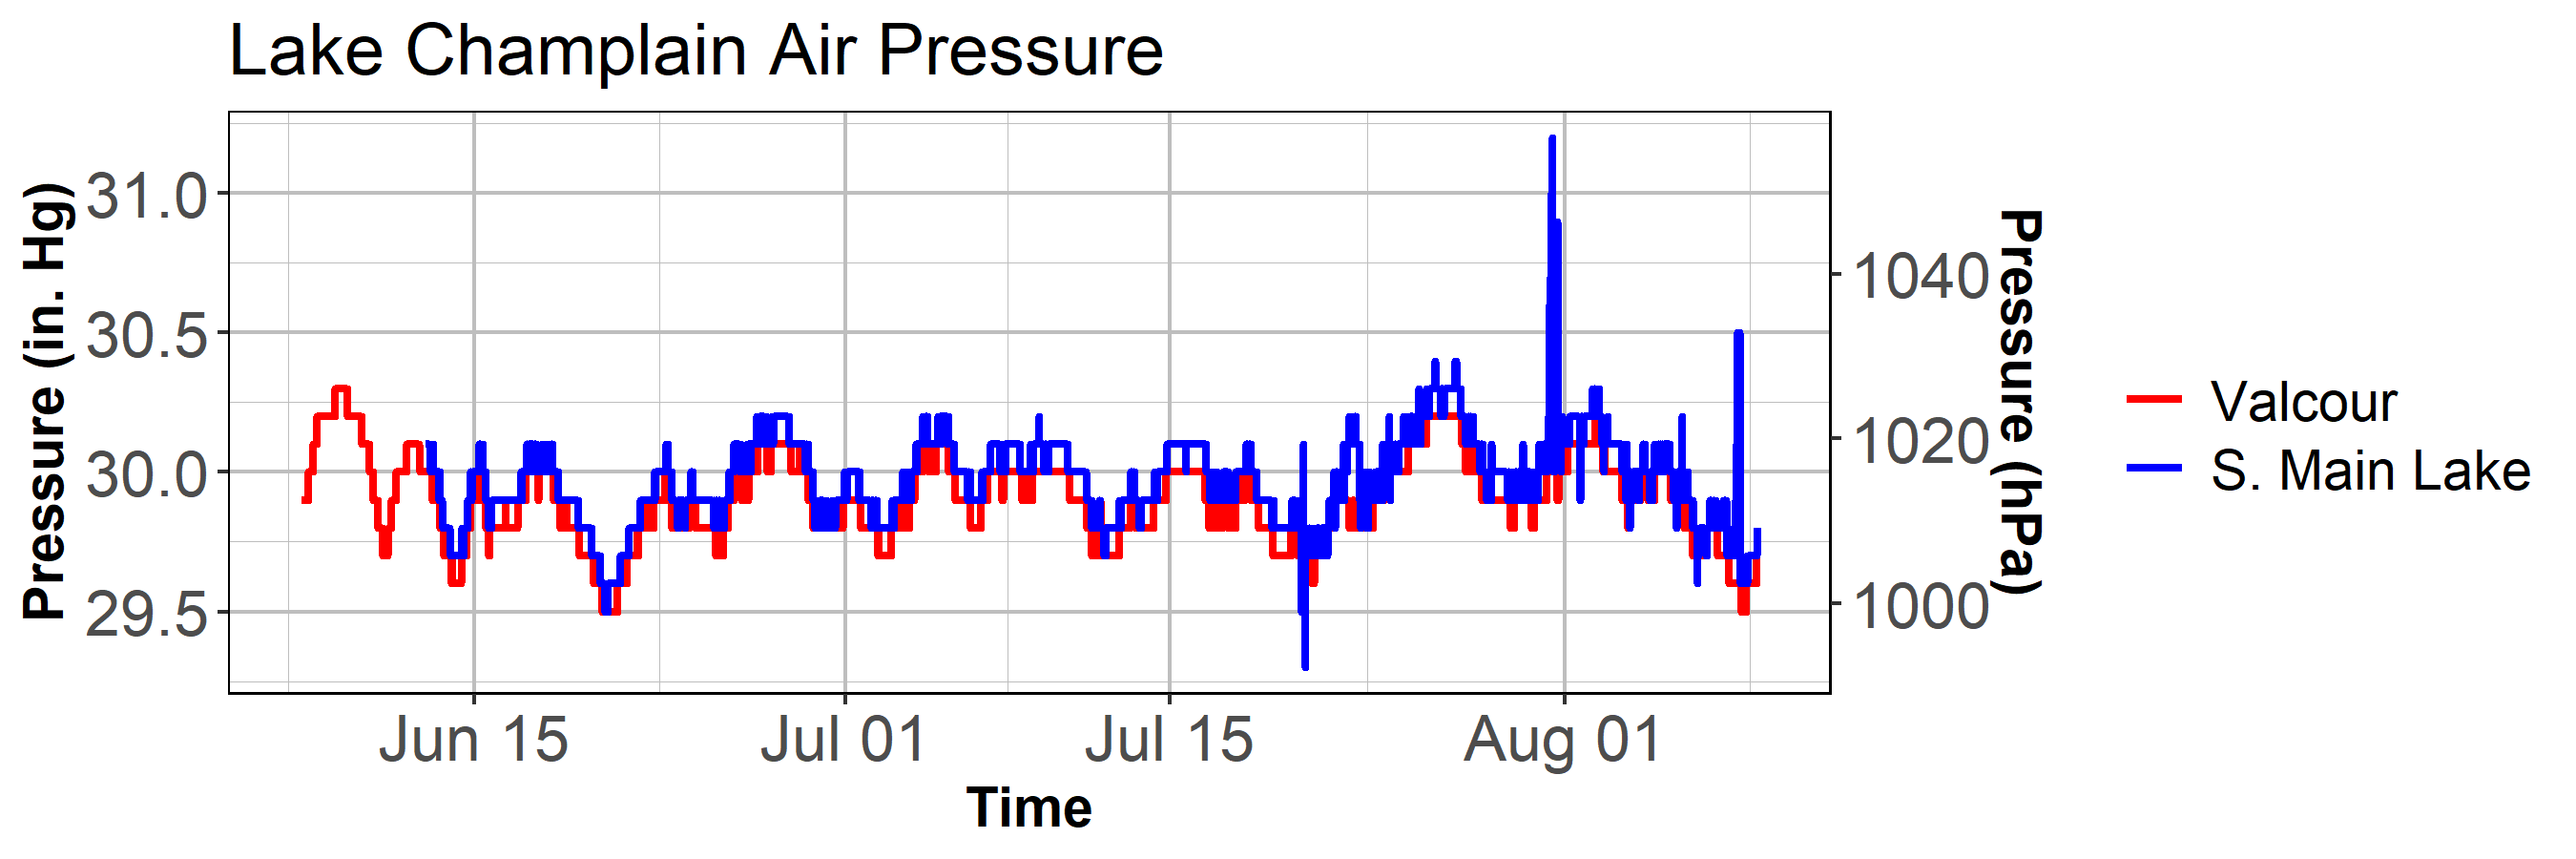 Lake Champlain Air Pressure
Pressure (in. Hg)
31.0
30.5
30.0
29.5
1040
1020
1000
Pressure (hPa)
Jun 15
Jul 01
Jul 15
Aug 01
Time
Valcour
S. Main Lake